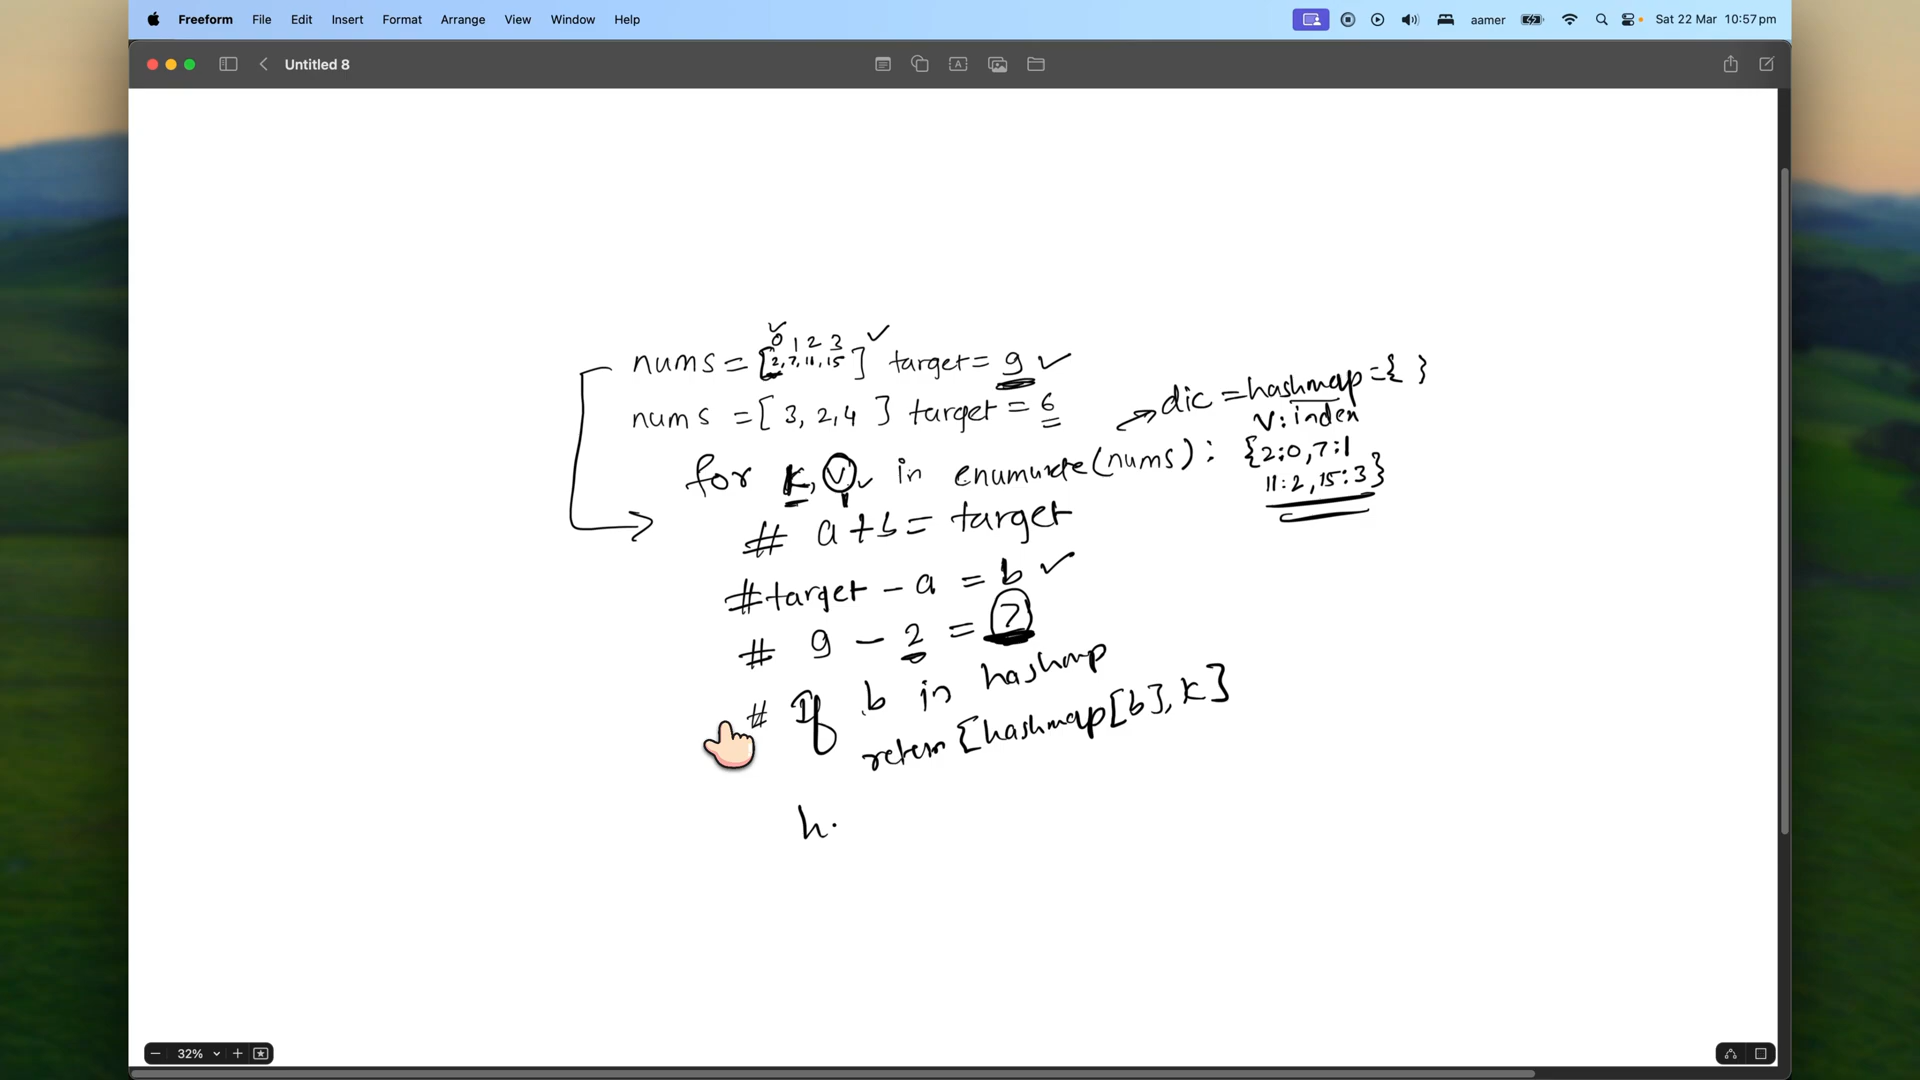 Freeform File Edit Insert Format Arrange View Window Help aamer Sat 22 Mar 10:57 pm
Untitled 8
0 1 2 3
nums = [2,7,11,15] target = 9
nums = [3, 2,4 ] target = 6
dic = hashmap = { }
v : index
for k, v in enumurate(nums) :
{2:0, 7:1
11:2, 15:3}
# a + b = target
#target - a = b
# 9 - 2 = 7
# If b in hashmap
return [hashmap[b], k]
h.
32%